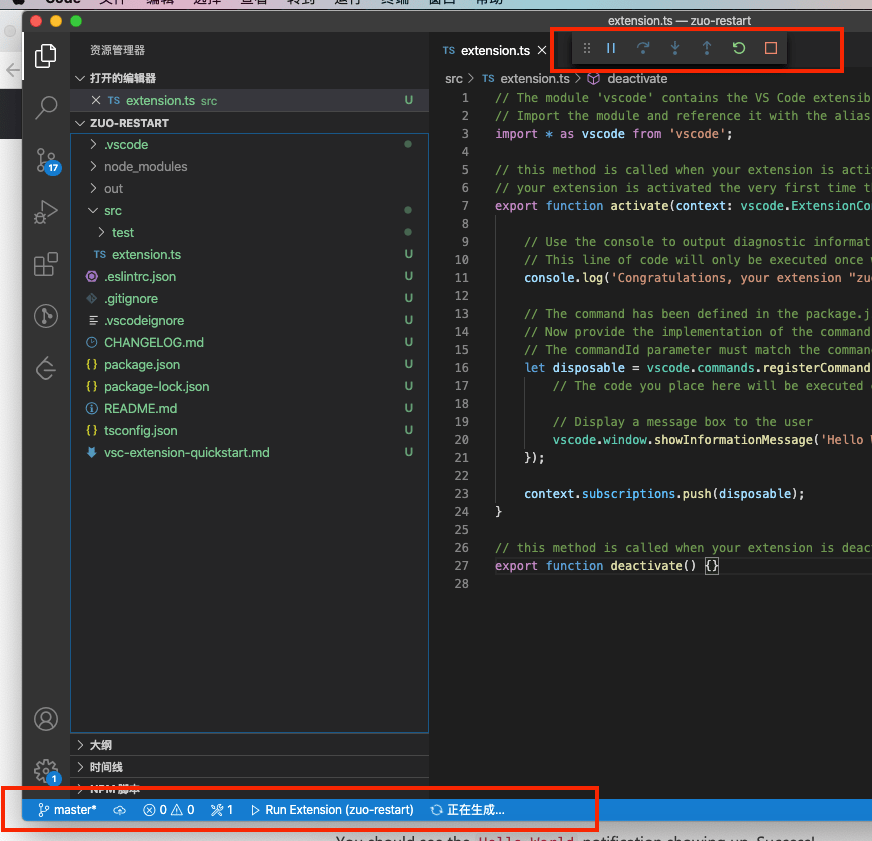 Code 文件 编辑 选择 查看 转到 运行 终端 窗口 帮助
extension.ts — zuo-restart
资源管理器
打开的编辑器
TS extension.ts src U
ZUO-RESTART
.vscode
node_modules
out
src
test
TS extension.ts U
.eslintrc.json U
.gitignore U
.vscodeignore U
CHANGELOG.md U
{} package.json U
{} package-lock.json U
README.md U
{} tsconfig.json U
vsc-extension-quickstart.md U
大纲
时间线
NPM 脚本
17
1
TS extension.ts
src > TS extension.ts > deactivate
1 // The module 'vscode' contains the VS Code extensib
2 // Import the module and reference it with the alias
3 import * as vscode from 'vscode';
4
5 // this method is called when your extension is acti
6 // your extension is activated the very first time t
7 export function activate(context: vscode.ExtensionCo
8
9 // Use the console to output diagnostic informat
10 // This line of code will only be executed once w
11 console.log('Congratulations, your extension "zuo
12
13 // The command has been defined in the package.j
14 // Now provide the implementation of the command
15 // The commandId parameter must match the comman
16 let disposable = vscode.commands.registerCommand
17 // The code you place here will be executed e
18
19 // Display a message box to the user
20 vscode.window.showInformationMessage('Hello W
21 });
22
23 context.subscriptions.push(disposable);
24 }
25
26 // this method is called when your extension is deac
27 export function deactivate() {}
28
master* 0 0 1 Run Extension (zuo-restart) 正在生成...
You should see the Hello World notification showing up. Success!